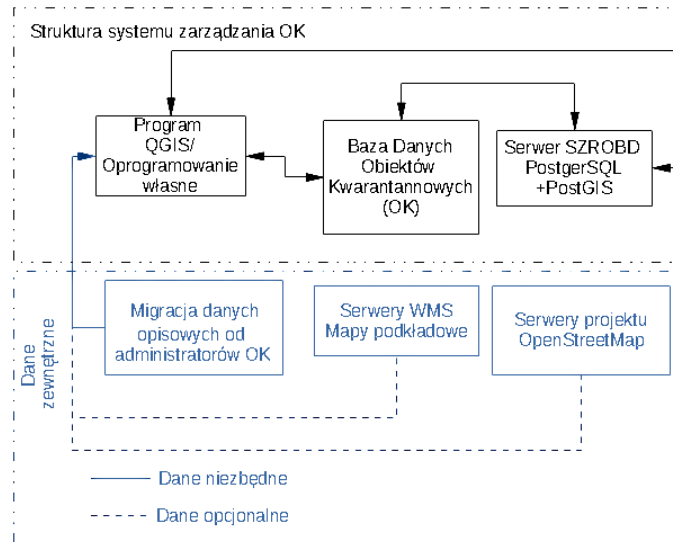 Struktura systemu zarządzania OK
Program
QGIS/
Oprogramowanie
własne
Baza Danych
Obiektów
Kwarantannowych
(OK)
Serwer SZROBD
PostgerSQL
+PostGIS
Dane
zewnętrzne
Migracja danych
opisowych od
administratorów OK
Serwery WMS
Mapy podkładowe
Serwery projektu
OpenStreetMap
Dane niezbędne
Dane opcjonalne